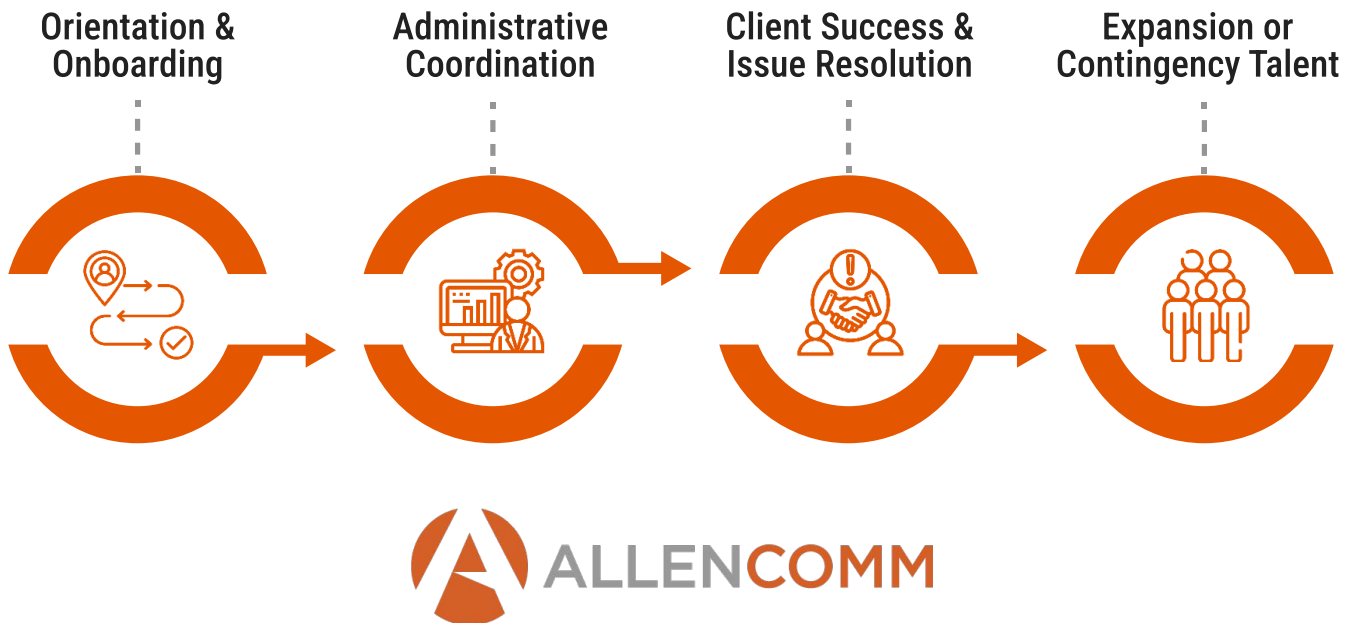 Orientation &
Onboarding
Administrative
Coordination
Client Success &
Issue Resolution
Expansion or
Contingency Talent
ALLENCOMM